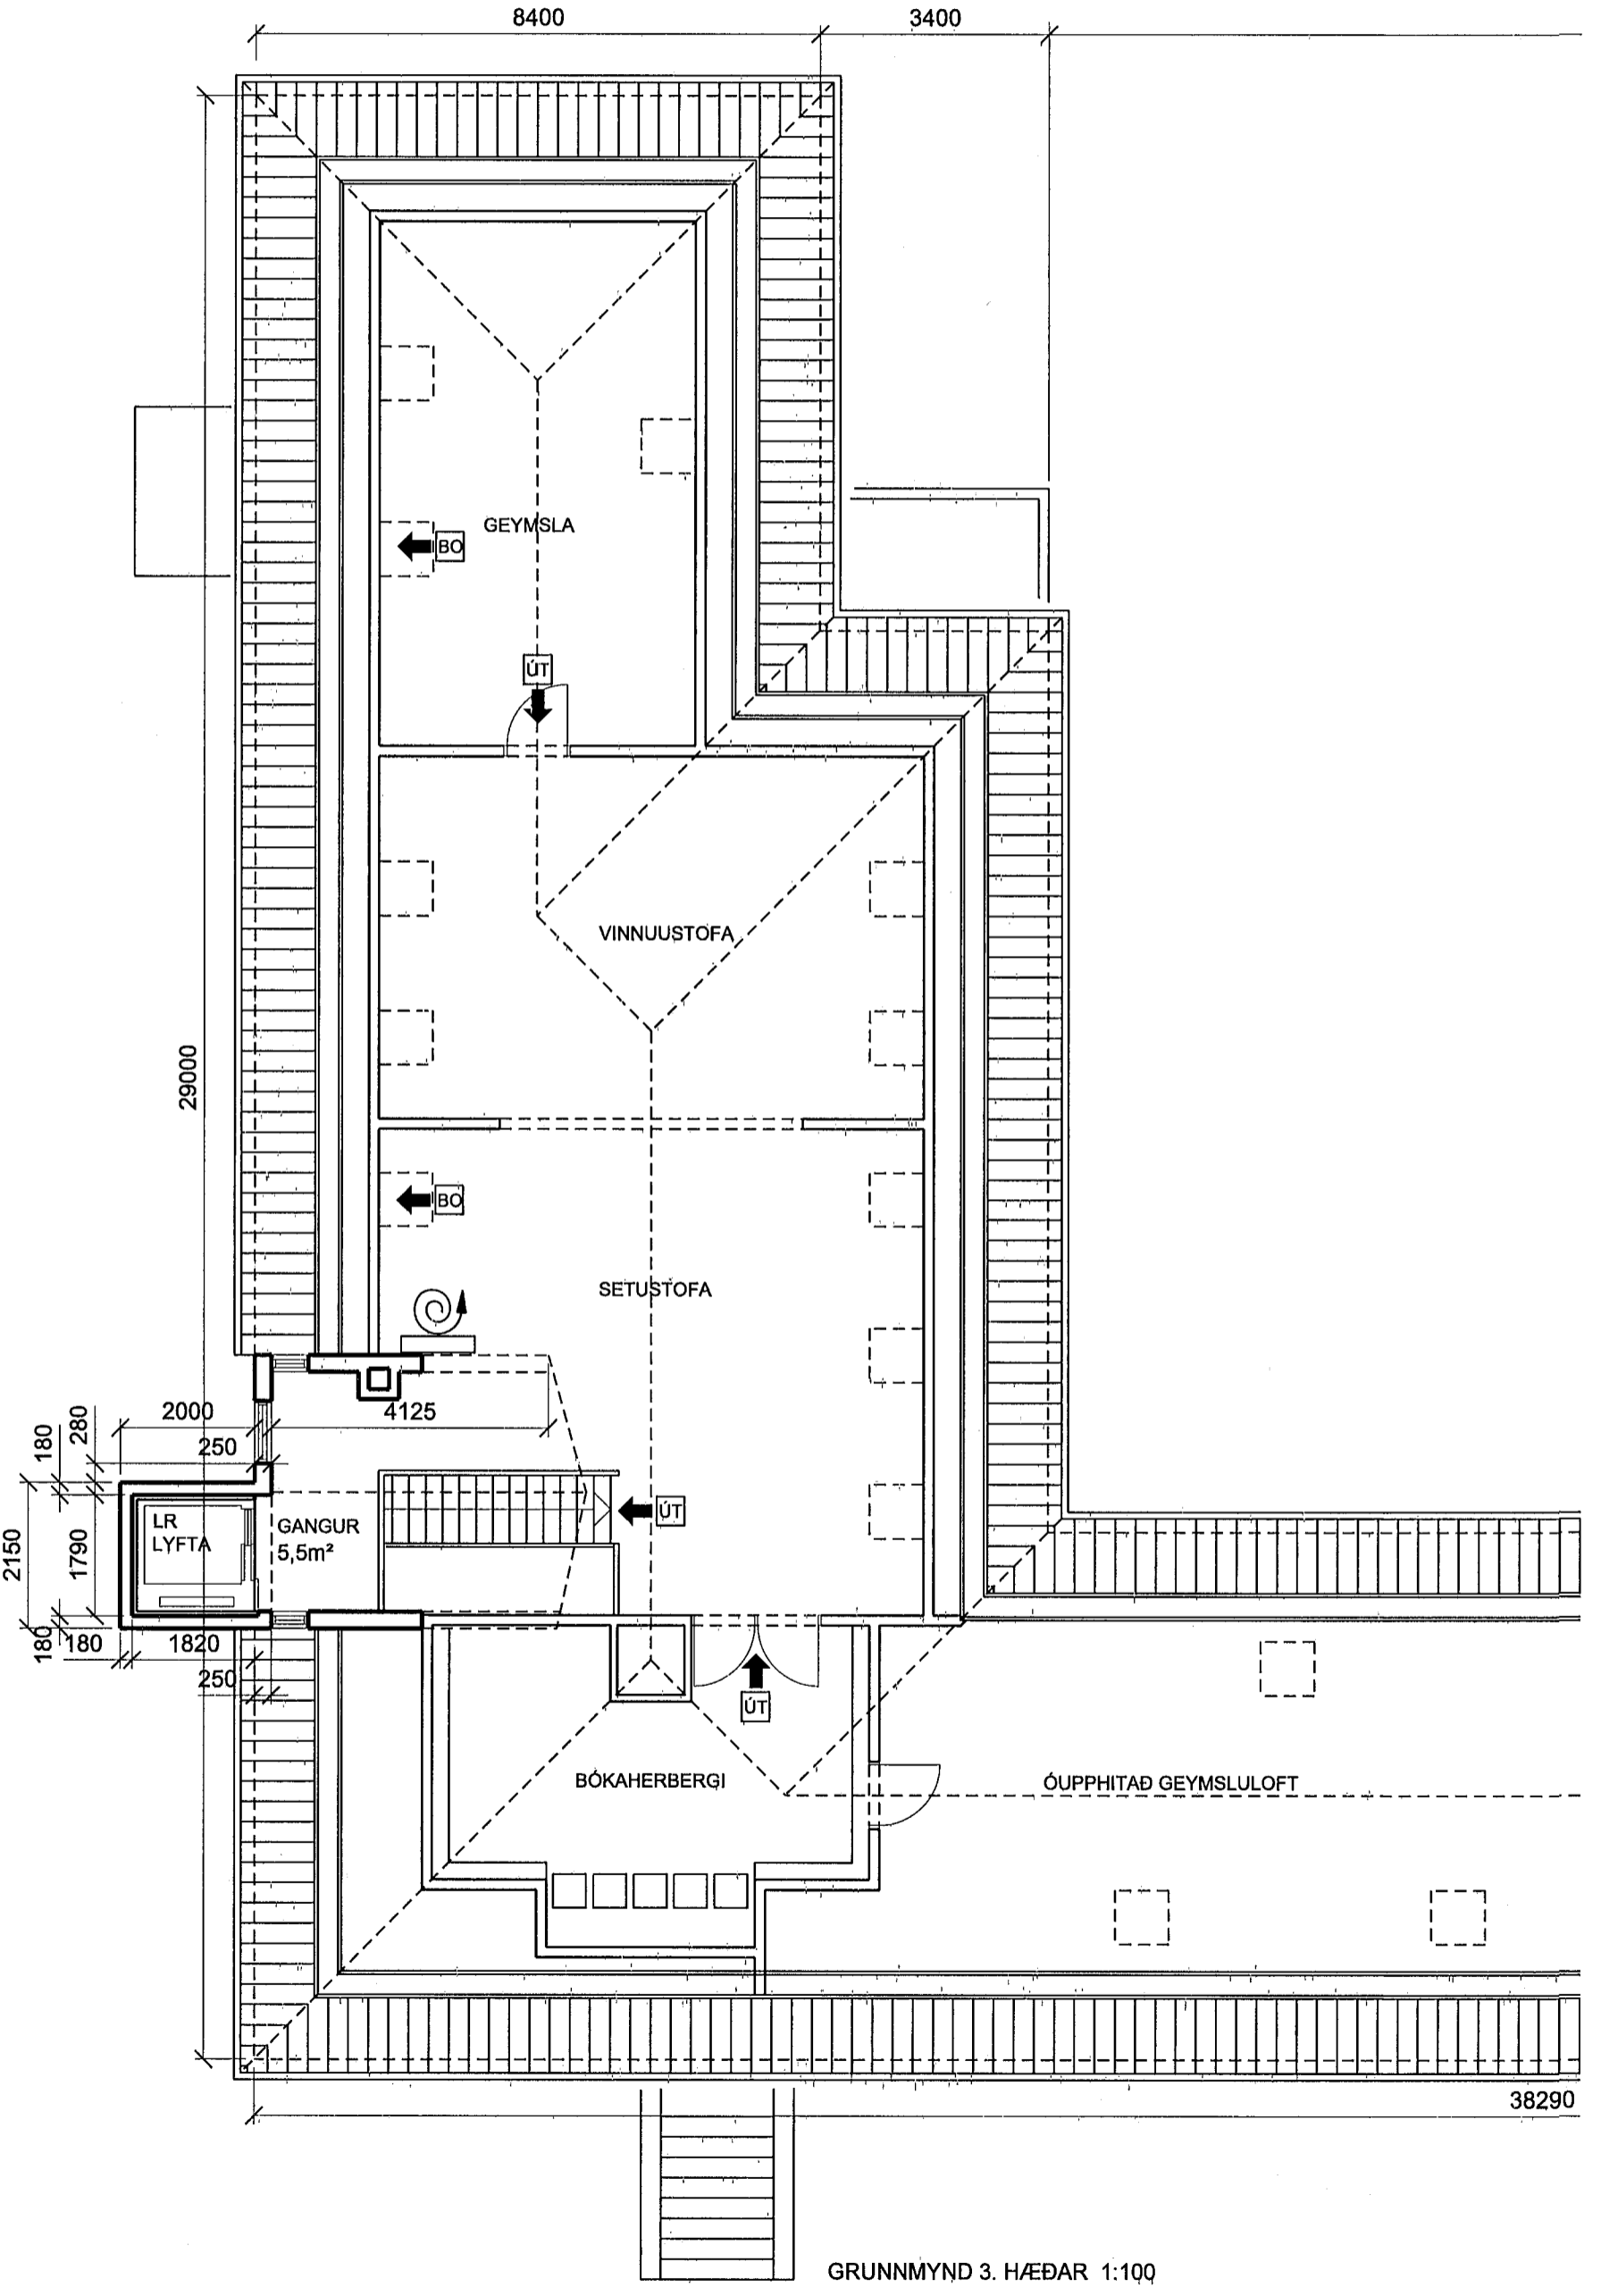 8400
3400
GEYMSLA
BO
ÚT
VINNUUSTOFA
29000
BO
SETUSTOFA
2000
4125
280
180
250
ÚT
LR
LYFTA
GANGUR
5,5m²
2150
1790
180
180
1820
250
ÚT
BÓKAHERBERGI
ÓUPPHITAÐ GEYMSLULOFT
38290
GRUNNMYND 3. HÆÐAR 1:100